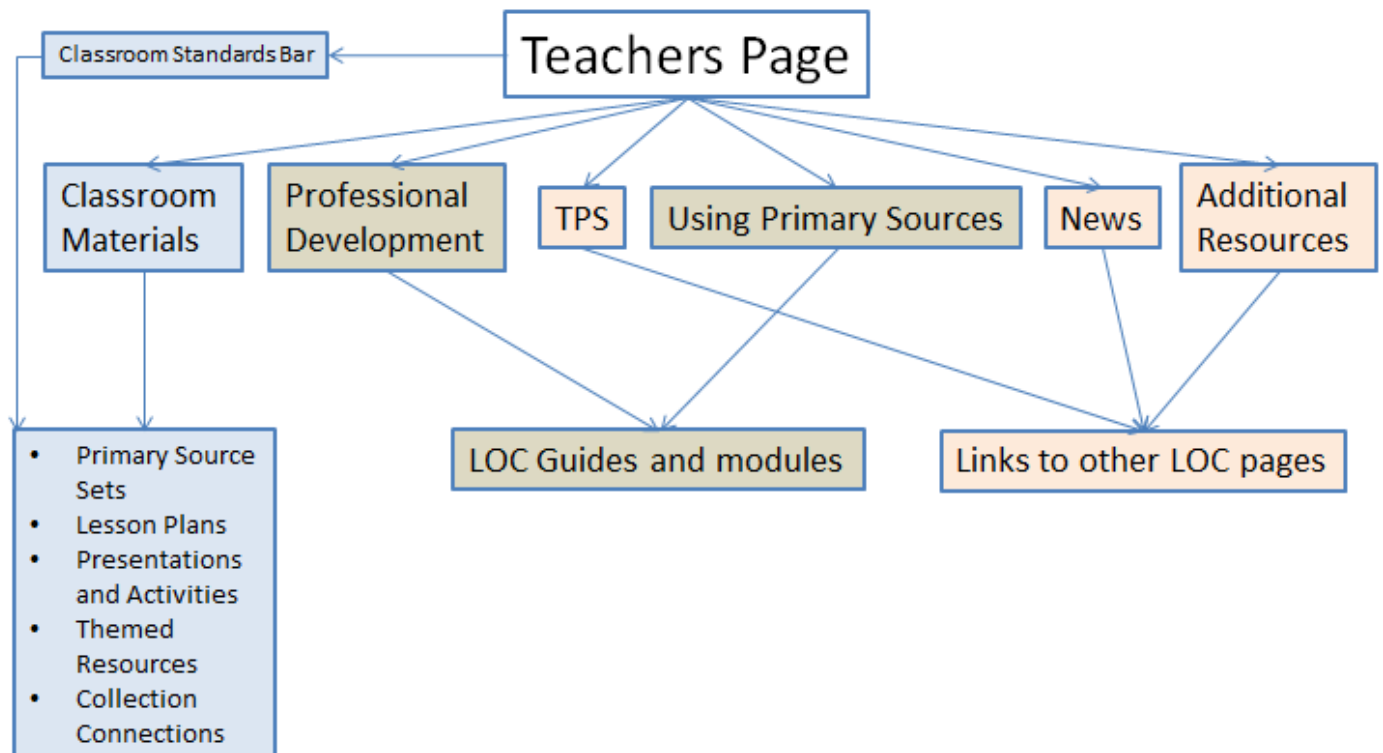 Classroom Standards Bar
Teachers Page
Classroom
Materials
Professional
Development
TPS
Using Primary Sources
News
Additional
Resources
• Primary Source
Sets
• Lesson Plans
• Presentations
and Activities
• Themed
Resources
• Collection
Connections
LOC Guides and modules
Links to other LOC pages